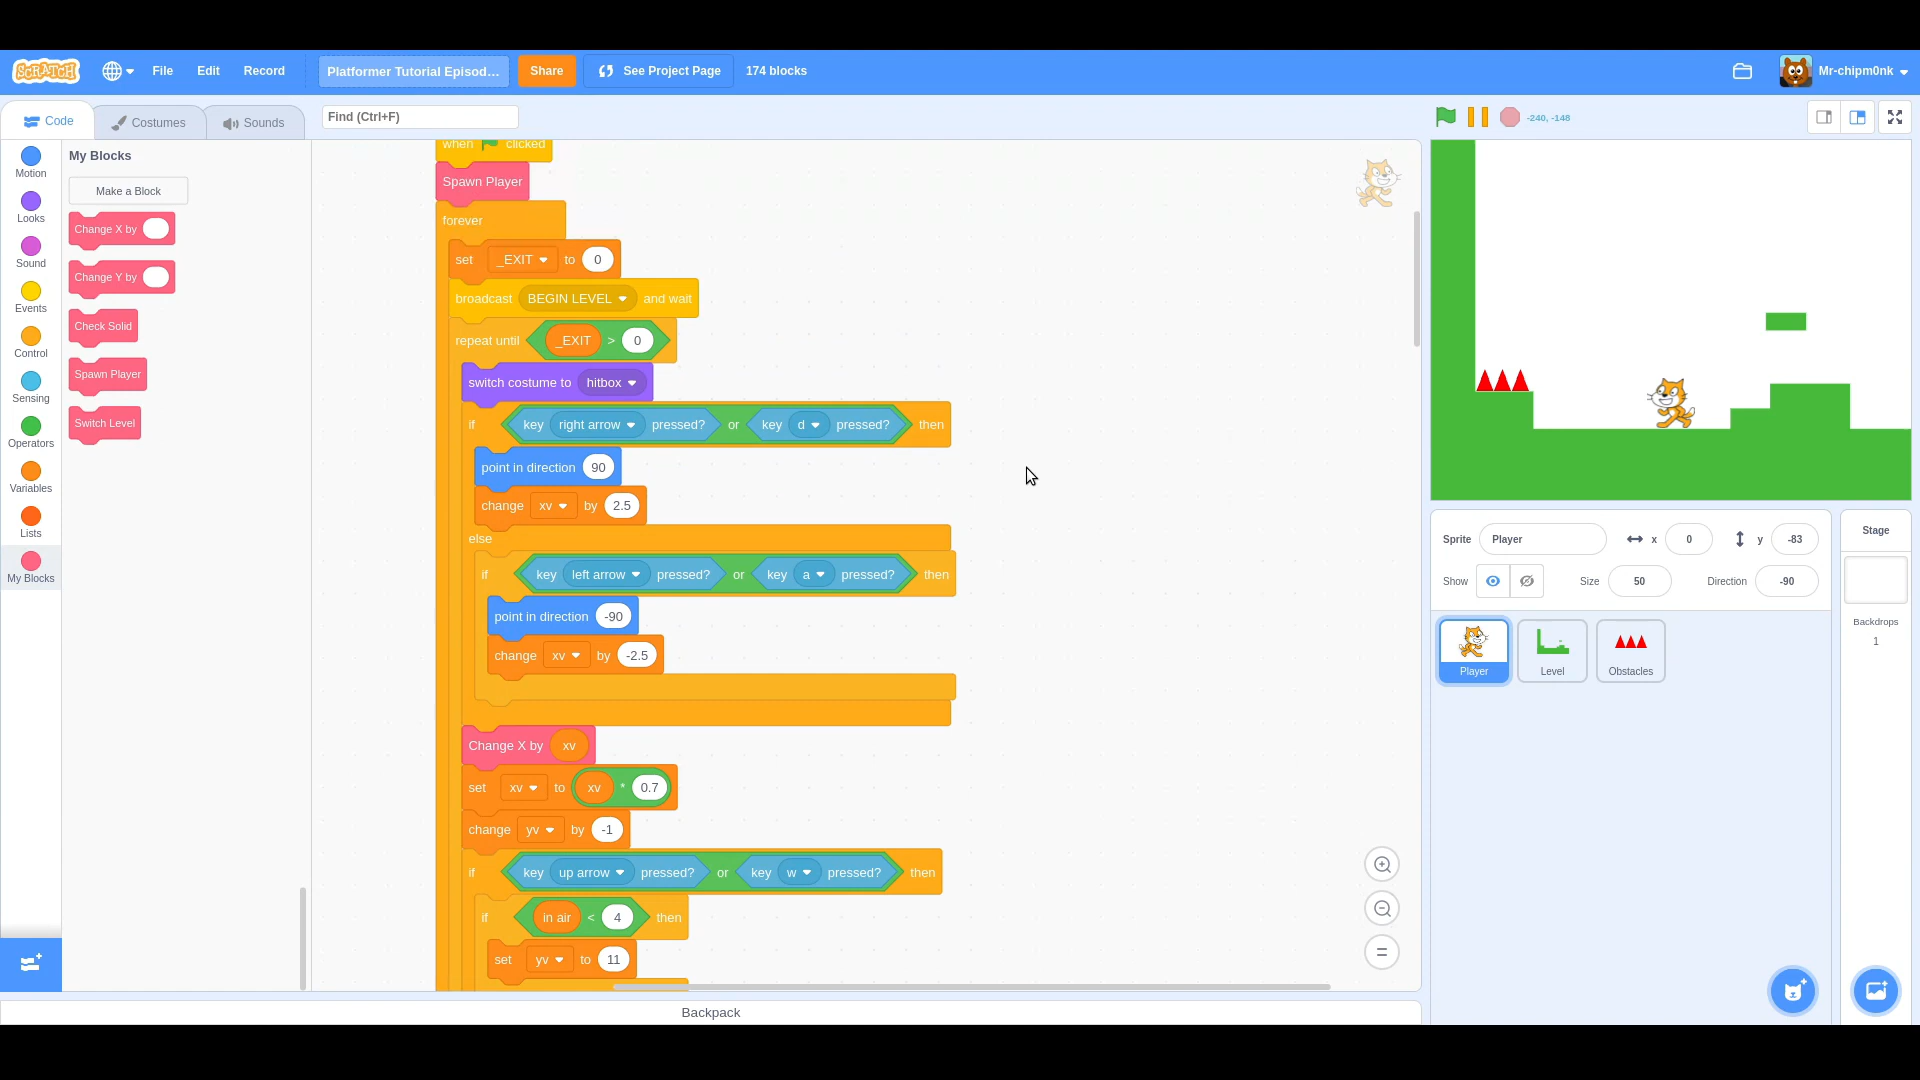 SCRATCH File Edit Record Platformer Tutorial Episod... Share See Project Page 174 blocks Mr-chipm0nk
Code Costumes Sounds Find (Ctrl+F) -240, -148
My Blocks
Make a Block
Change X by
Change Y by
Check Solid
Spawn Player
Switch Level
Motion
Looks
Sound
Events
Control
Sensing
Operators
Variables
Lists
My Blocks
when clicked
Spawn Player
forever
set _EXIT to 0
broadcast BEGIN LEVEL and wait
repeat until _EXIT > 0
switch costume to hitbox
if key right arrow pressed? or key d pressed? then
point in direction 90
change xv by 2.5
else
if key left arrow pressed? or key a pressed? then
point in direction -90
change xv by -2.5
Change X by xv
set xv to xv * 0.7
change yv by -1
if key up arrow pressed? or key w pressed? then
if in air < 4 then
set yv to 11
Backpack
Sprite Player x 0 y -83
Show Size 50 Direction -90
Player Level Obstacles
Stage
Backdrops
1